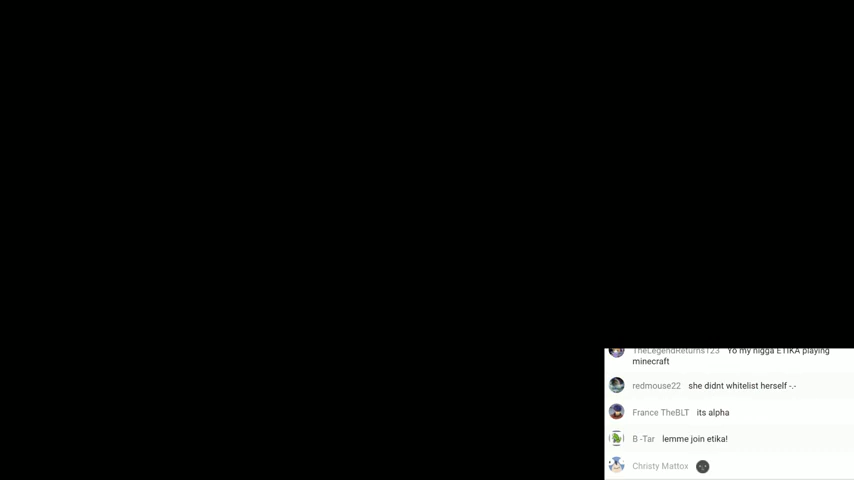 TheLegendReturns123 Yo my nigga ETIKA playing
minecraft
redmouse22 she didnt whitelist herself -.-
France TheBLT its alpha
B -Tar lemme join etika!
Christy Mattox